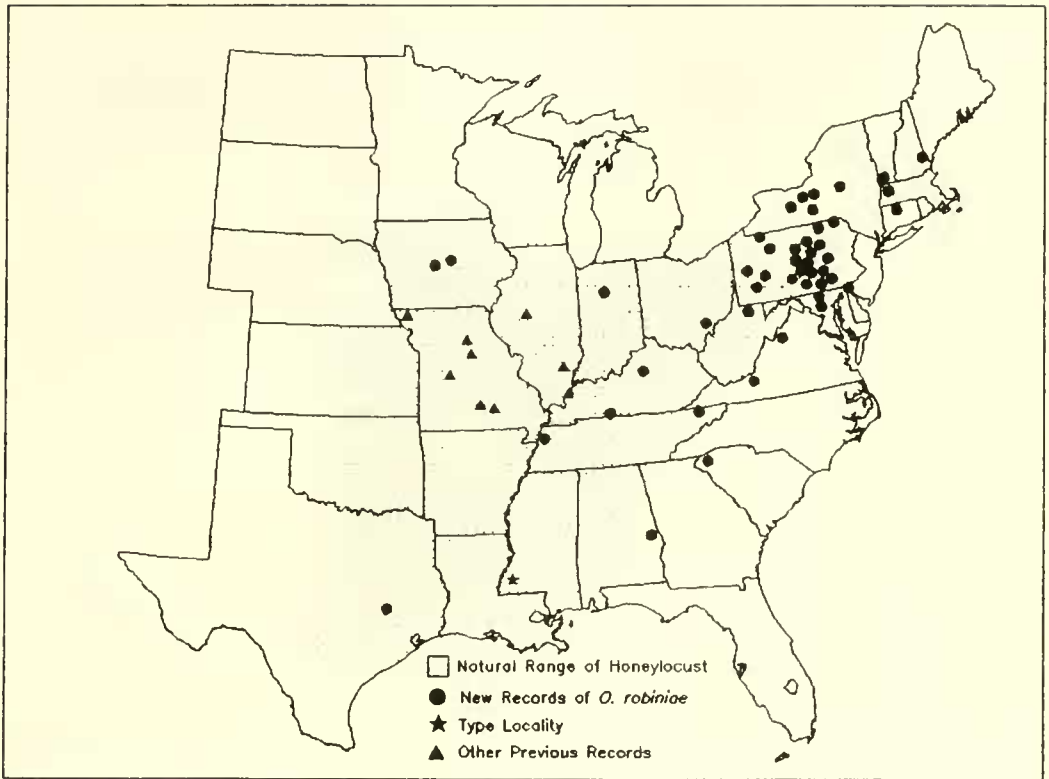 Natural Range of Honeylocust
New Records of O. robiniae
Type Locality
Other Previous Records